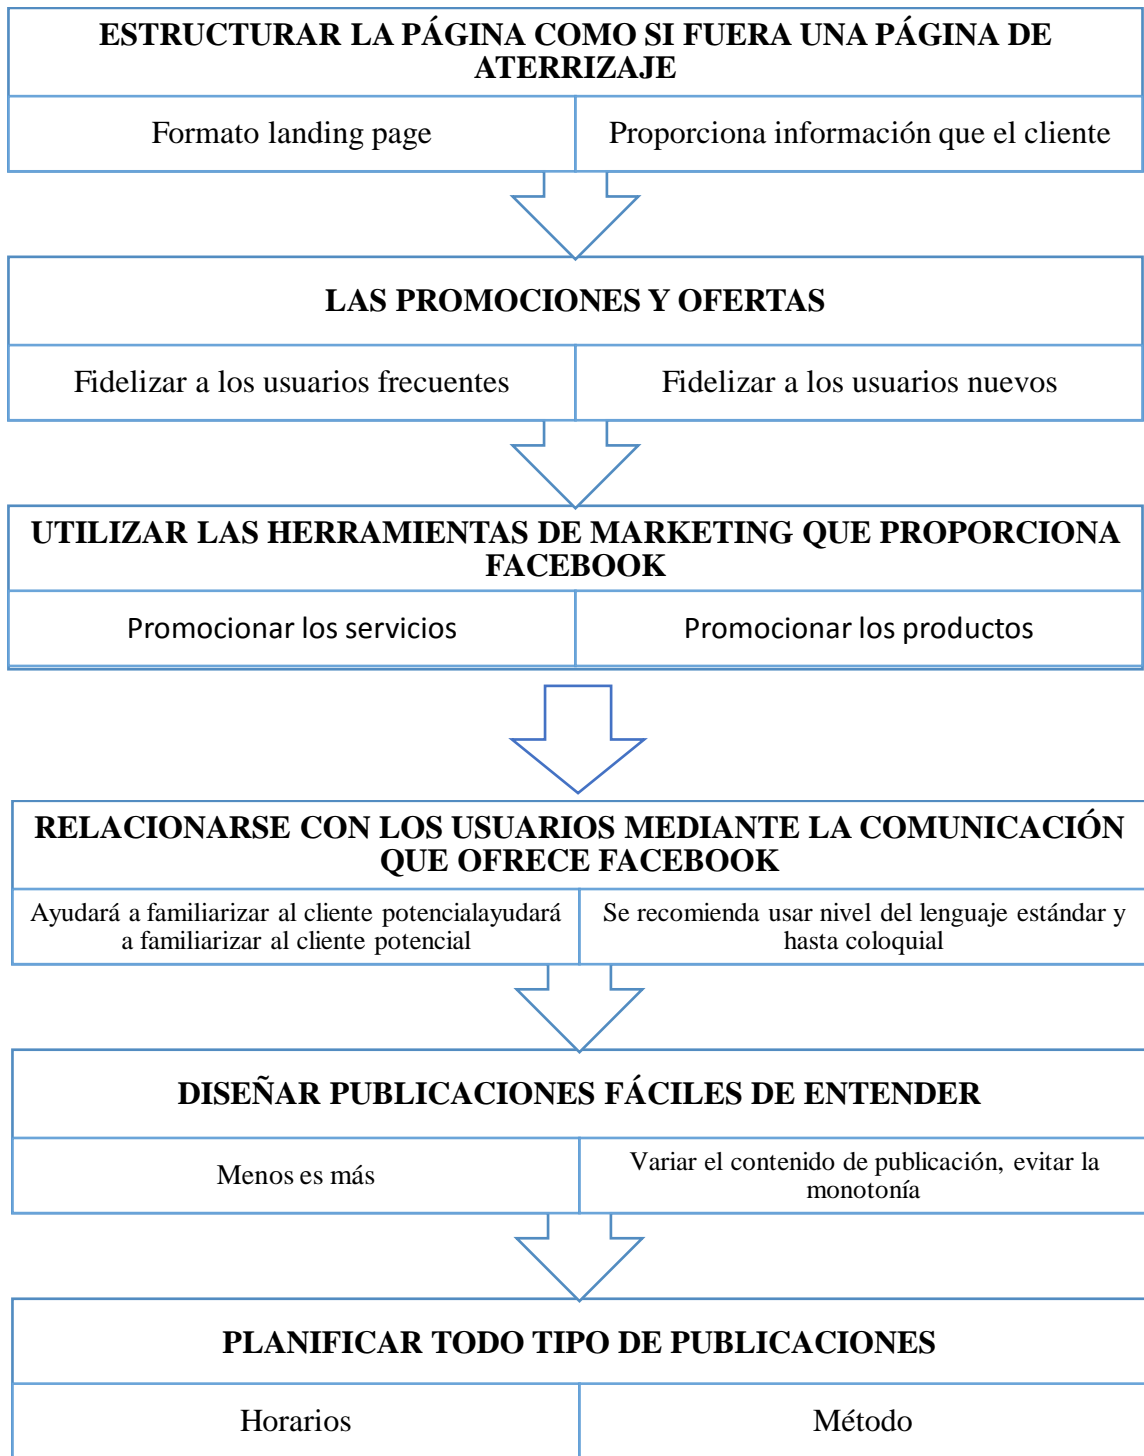 ESTRUCTURAR LA PÁGINA COMO SI FUERA UNA PÁGINA DE
ATERRIZAJE
Formato landing page
Proporciona información que el cliente
LAS PROMOCIONES Y OFERTAS
Fidelizar a los usuarios frecuentes
Fidelizar a los usuarios nuevos
UTILIZAR LAS HERRAMIENTAS DE MARKETING QUE PROPORCIONA
FACEBOOK
Promocionar los servicios
Promocionar los productos
RELACIONARSE CON LOS USUARIOS MEDIANTE LA COMUNICACIÓN
QUE OFRECE FACEBOOK
Ayudará a familiarizar al cliente potencialayudará
a familiarizar al cliente potencial
Se recomienda usar nivel del lenguaje estándar y
hasta coloquial
DISEÑAR PUBLICACIONES FÁCILES DE ENTENDER
Menos es más
Variar el contenido de publicación, evitar la
monotonía
PLANIFICAR TODO TIPO DE PUBLICACIONES
Horarios
Método